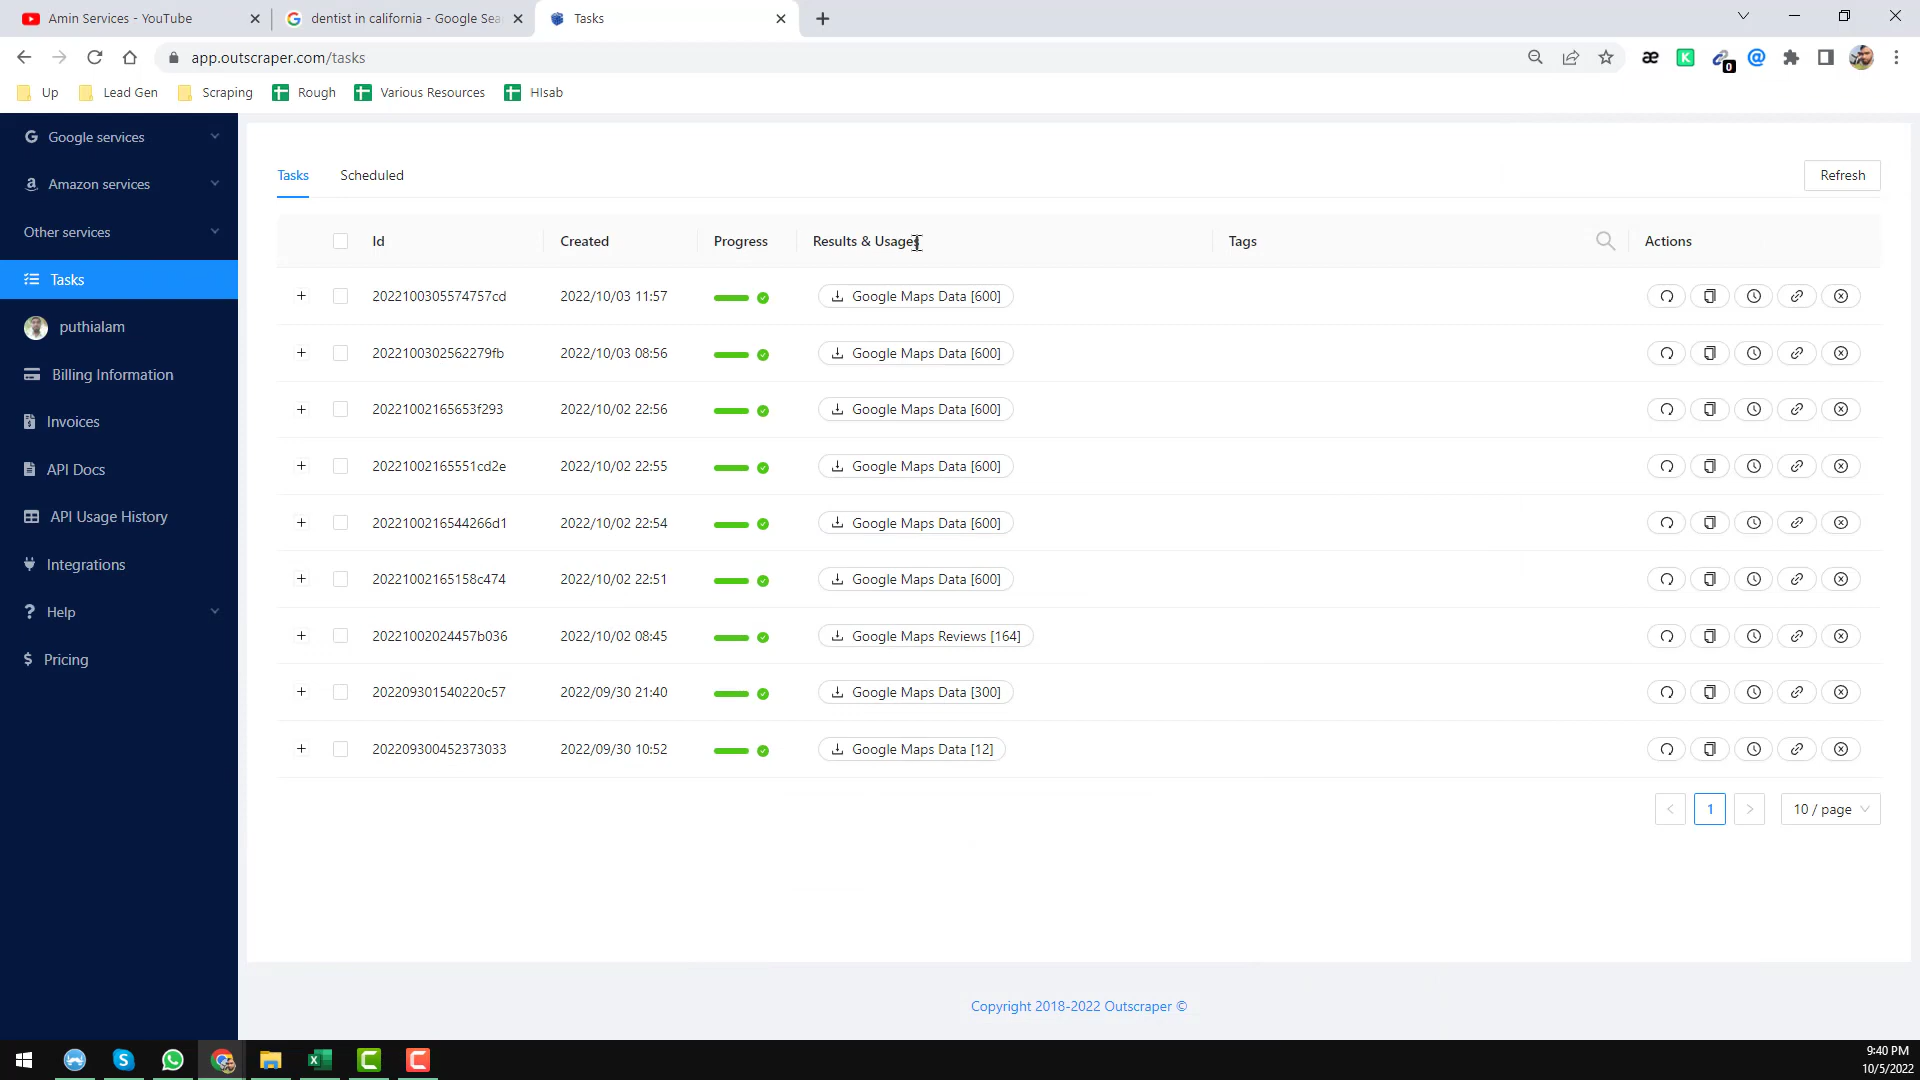 Amin Services - YouTube
dentist in california - Google Sea
Tasks
app.outscraper.com/tasks
0
Up
Lead Gen
Scraping
Rough
Various Resources
HIsab
Google services
Amazon services
Other services
Tasks
puthialam
Billing Information
Invoices
API Docs
API Usage History
Integrations
Help
Pricing
Tasks
Scheduled
Refresh
Id
Created
Progress
Results & Usages
Tags
Actions
2022100305574757cd
2022/10/03 11:57
Google Maps Data [600]
2022100302562279fb
2022/10/03 08:56
Google Maps Data [600]
20221002165653f293
2022/10/02 22:56
Google Maps Data [600]
20221002165551cd2e
2022/10/02 22:55
Google Maps Data [600]
2022100216544266d1
2022/10/02 22:54
Google Maps Data [600]
20221002165158c474
2022/10/02 22:51
Google Maps Data [600]
20221002024457b036
2022/10/02 08:45
Google Maps Reviews [164]
202209301540220c57
2022/09/30 21:40
Google Maps Data [300]
202209300452373033
2022/09/30 10:52
Google Maps Data [12]
1
10 / page
Copyright 2018-2022 Outscraper ©
9:40 PM
10/5/2022